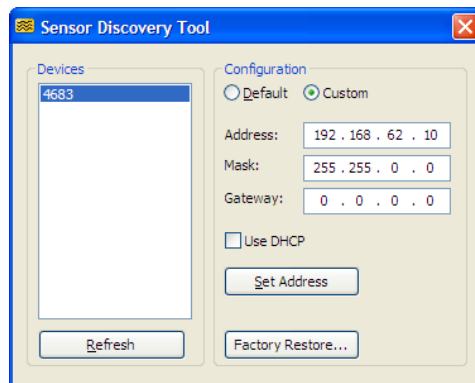 Sensor Discovery Tool
Devices
4683
Refresh
Configuration
Default Custom
Address: 192 . 168 . 62 . 10
Mask: 255 . 255 . 0 . 0
Gateway: 0 . 0 . 0 . 0
Use DHCP
Set Address
Factory Restore...